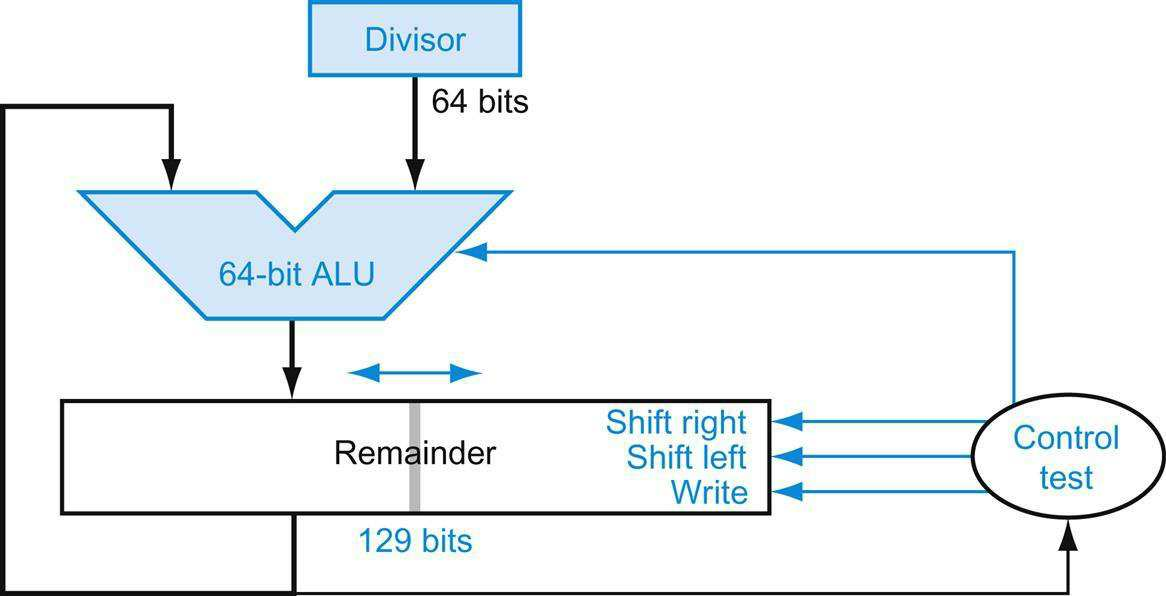 Divisor
64 bits
64-bit ALU
Remainder
Shift right
Shift left
Write
Control
test
129 bits